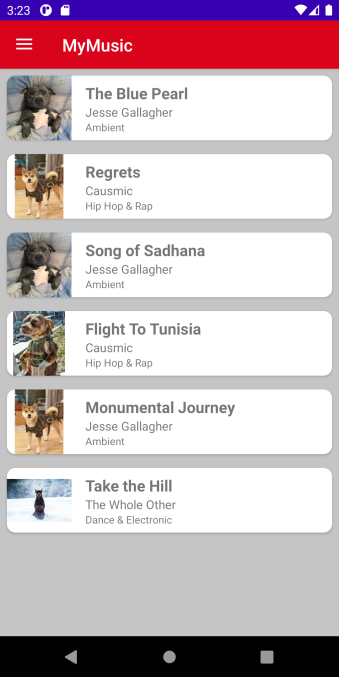 3:23
MyMusic
The Blue Pearl
Jesse Gallagher
Ambient
Regrets
Causmic
Hip Hop & Rap
Song of Sadhana
Jesse Gallagher
Ambient
Flight To Tunisia
Causmic
Hip Hop & Rap
Monumental Journey
Jesse Gallagher
Ambient
Take the Hill
The Whole Other
Dance & Electronic